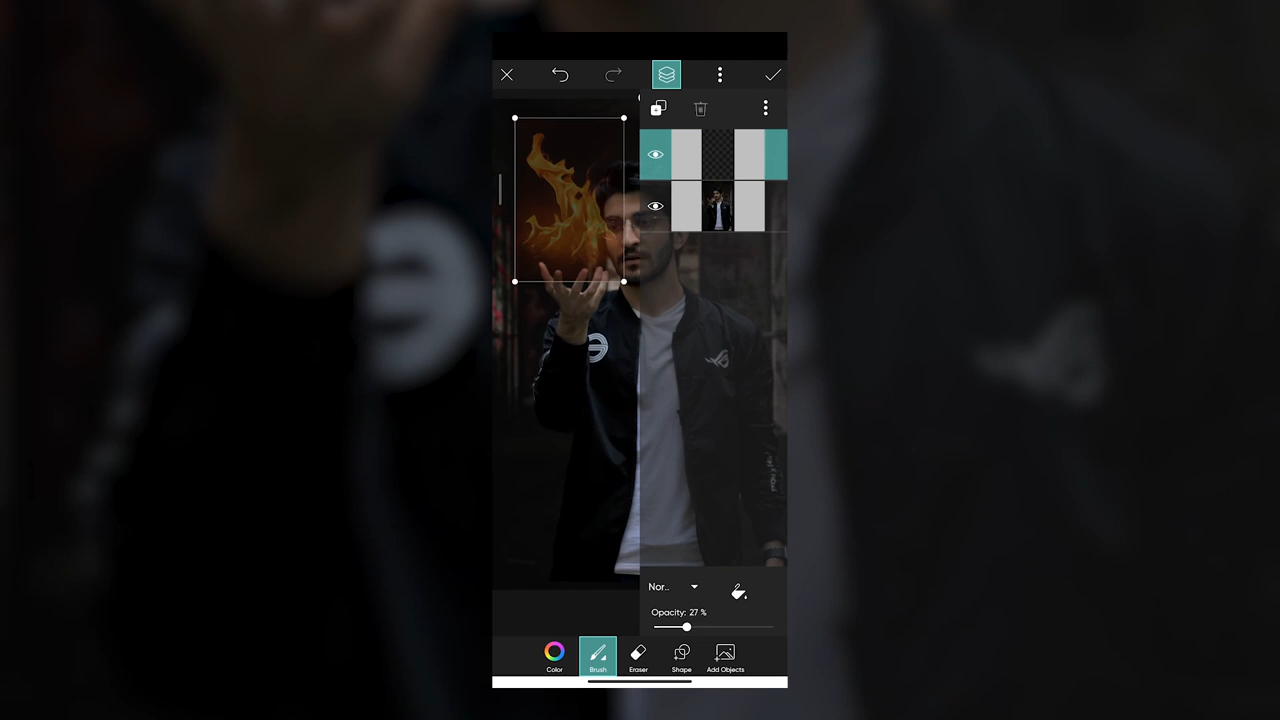 Nor..
Opacity: 27 %
Color
Brush
Eraser
Shape
Add Objects